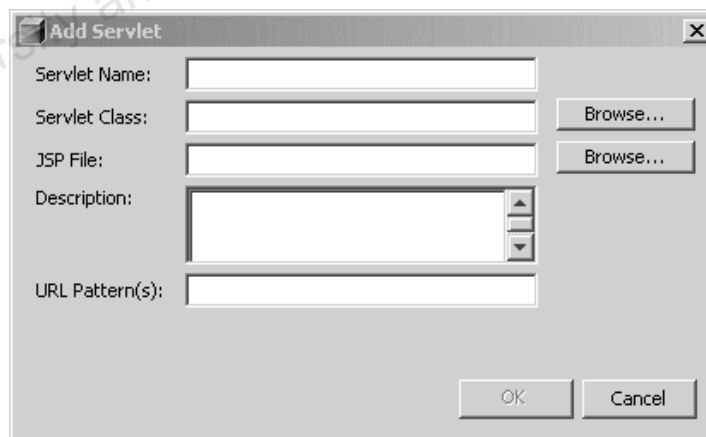 Add Servlet
Servlet Name:
Servlet Class:
Browse...
JSP File:
Browse...
Description:
URL Pattern(s):
OK
Cancel